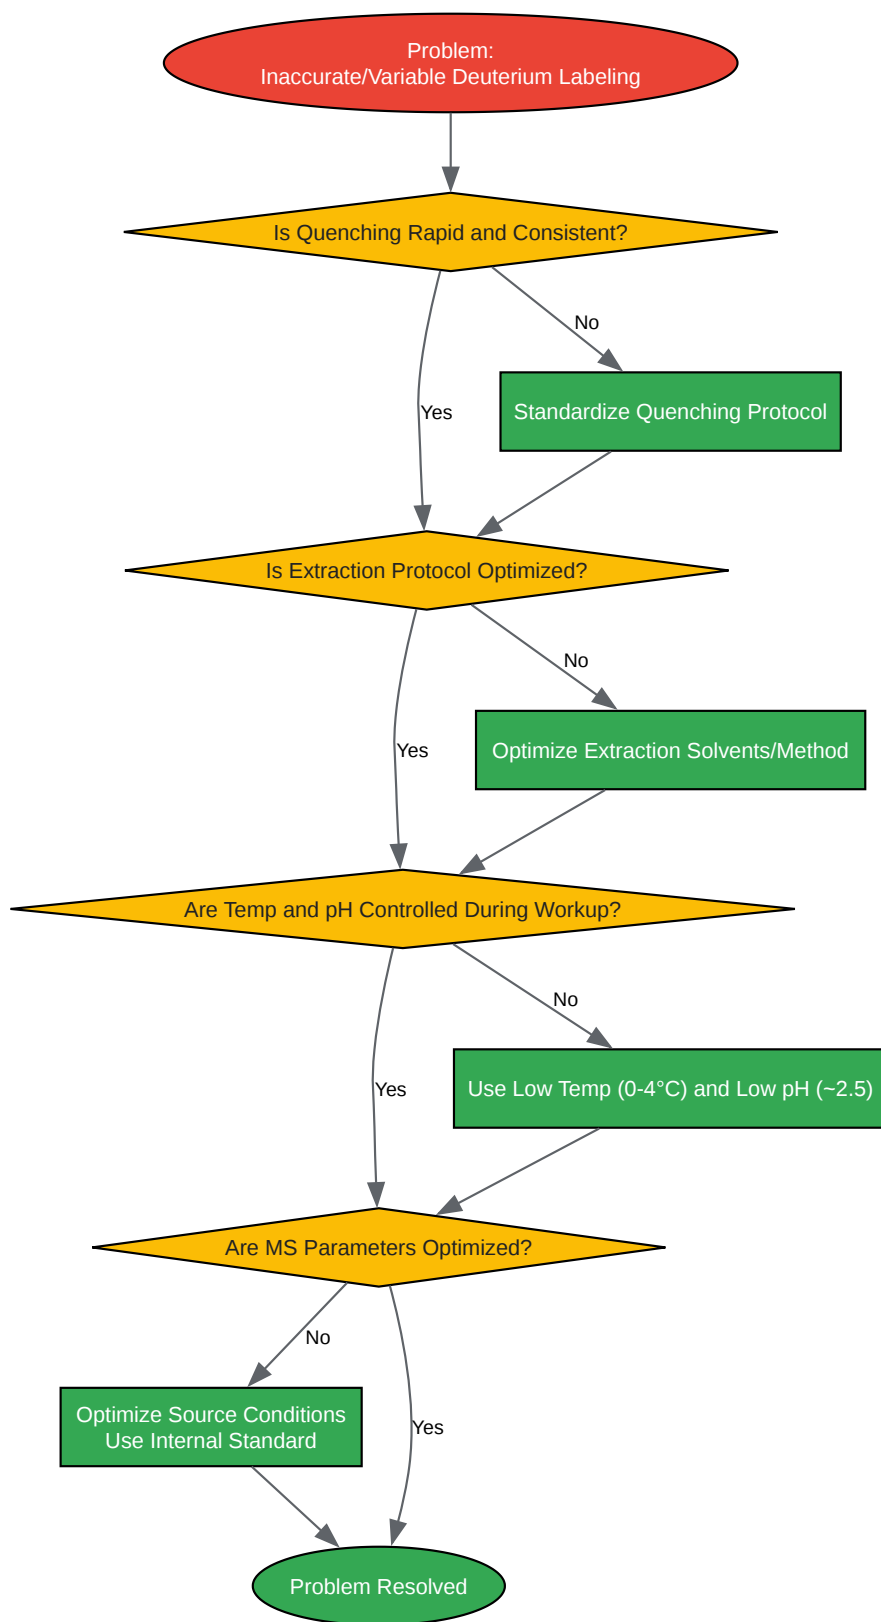 Problem:
Inaccurate/Variable Deuterium Labeling
Is Quenching Rapid and Consistent?
No
Yes
Standardize Quenching Protocol
Is Extraction Protocol Optimized?
No
Yes
Optimize Extraction Solvents/Method
Are Temp and pH Controlled During Workup?
No
Yes
Use Low Temp (0-4°C) and Low pH (~2.5)
Are MS Parameters Optimized?
No
Optimize Source Conditions
Use Internal Standard
Yes
Problem Resolved